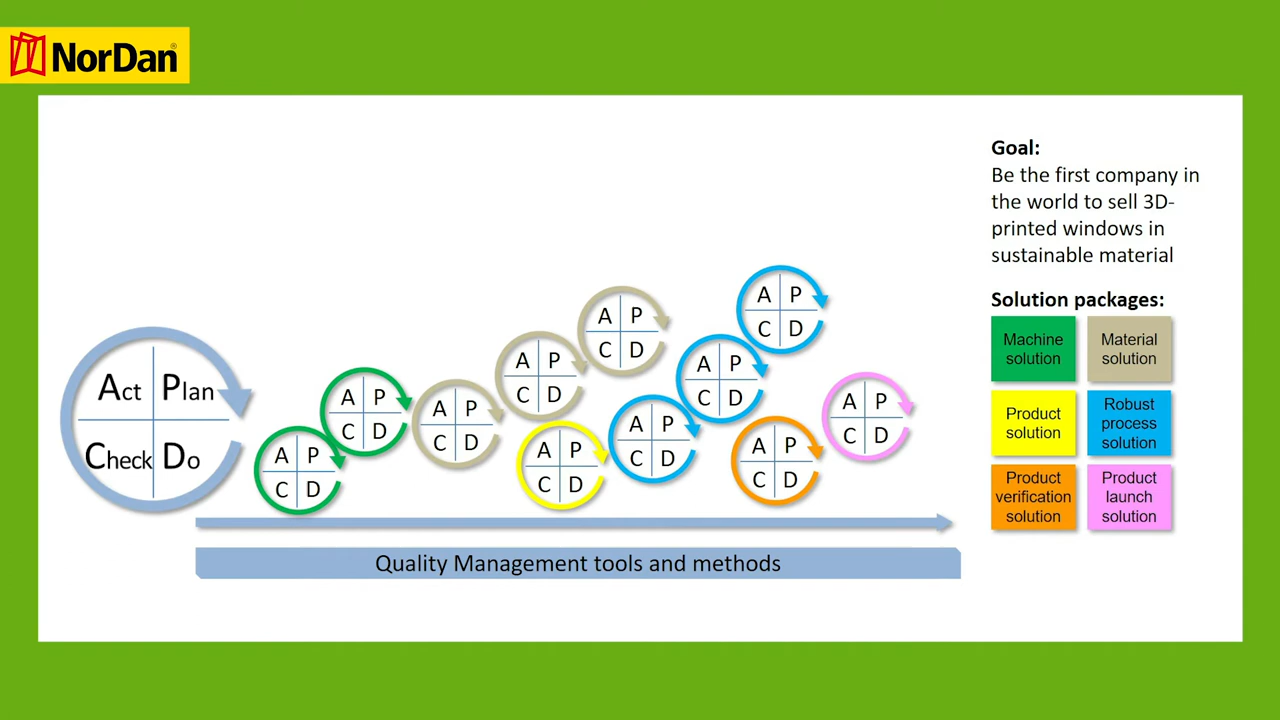 NorDan®
Goal:
Be the first company in
the world to sell 3D-
printed windows in
sustainable material
Solution packages:
Machine
solution
Material
solution
Product
solution
Robust
process
solution
Product
verification
solution
Product
launch
solution
Act Plan
Check Do
A P
C D
A P
C D
A P
C D
A P
C D
A P
C D
A P
C D
A P
C D
A P
C D
A P
C D
A P
C D
A P
C D
Quality Management tools and methods